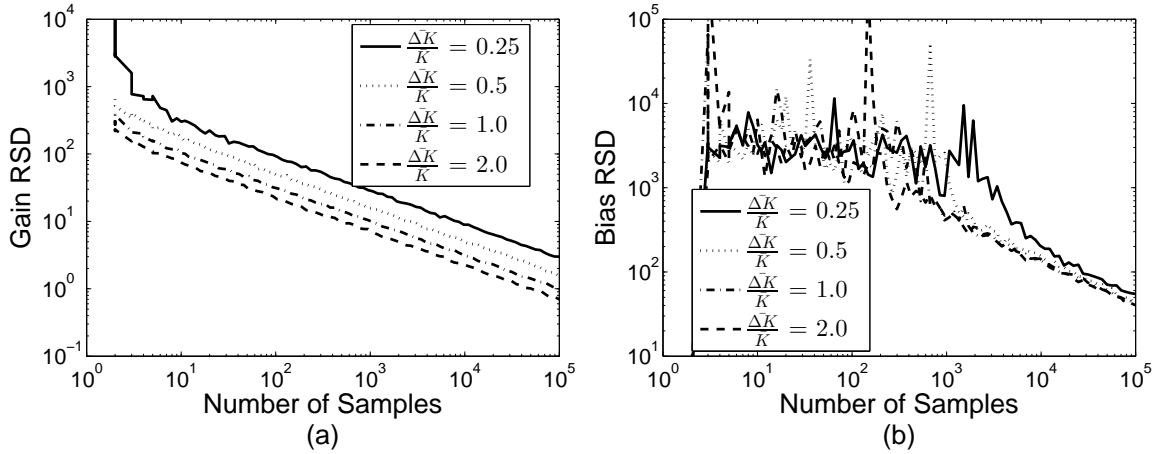 10^4
10^3
10^2
10^1
10^0
10^-1
Gain RSD
ΔK̄/K̄ = 0.25
ΔK̄/K̄ = 0.5
ΔK̄/K̄ = 1.0
ΔK̄/K̄ = 2.0
10^0 10^1 10^2 10^3 10^4 10^5
Number of Samples
(a)
10^5
10^4
10^3
10^2
10^1
Bias RSD
ΔK̄/K̄ = 0.25
ΔK̄/K̄ = 0.5
ΔK̄/K̄ = 1.0
ΔK̄/K̄ = 2.0
10^0 10^1 10^2 10^3 10^4 10^5
Number of Samples
(b)